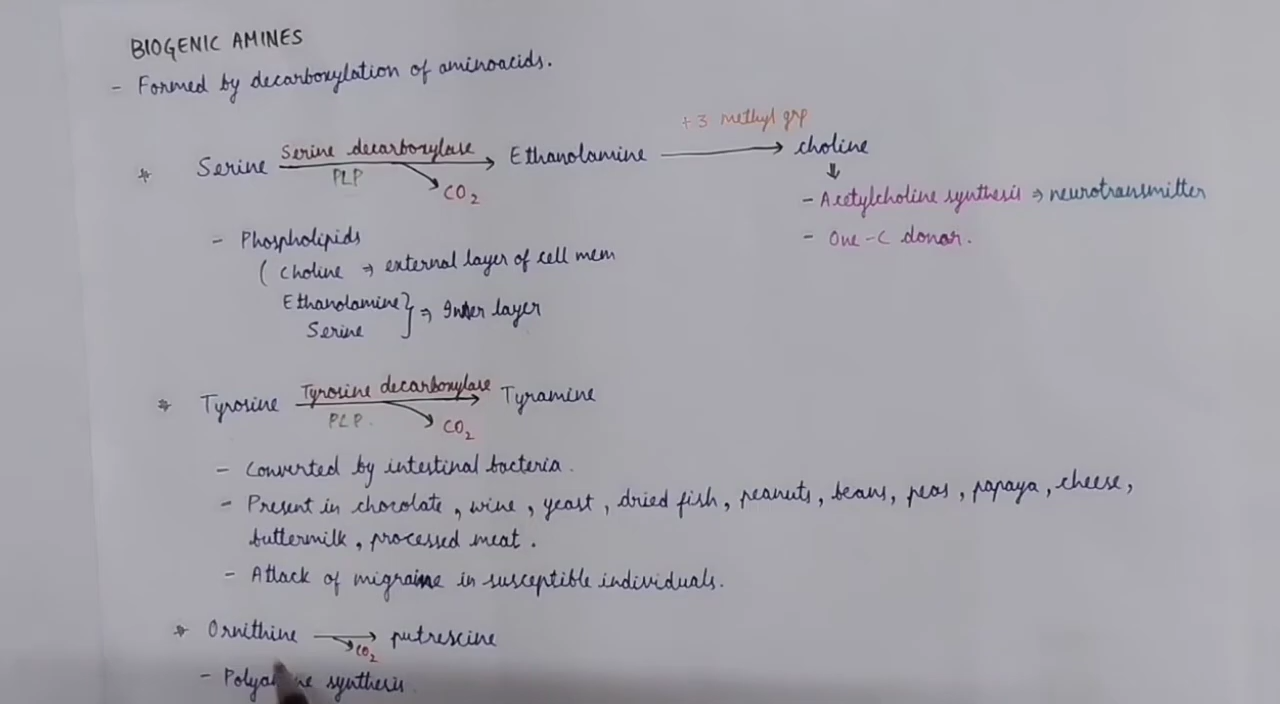 BIOGENIC AMINES
- Formed by decarboxylation of aminoacids.
+3 methyl grp
* Serine Serine decarboxylase → Ethanolamine → choline
PLP CO2 ⇓
- Acetylcholine synthesis ⇒ neurotransmitter
- Phospholipids - One-C donar.
( choline ⇒ external layer of cell mem
Ethanolamine } ⇒ Inner layer
Serine
* Tyrosine Tyrosine decarboxylase → Tyramine
PLP. CO2
- Converted by intestinal bacteria.
- Present in chocolate, wine, yeast, dried fish, peanuts, beans, peas, papaya, cheese,
buttermilk, processed meat.
- Attack of migraine in susceptible individuals.
* Ornithine → putrescine
CO2
- synthesis